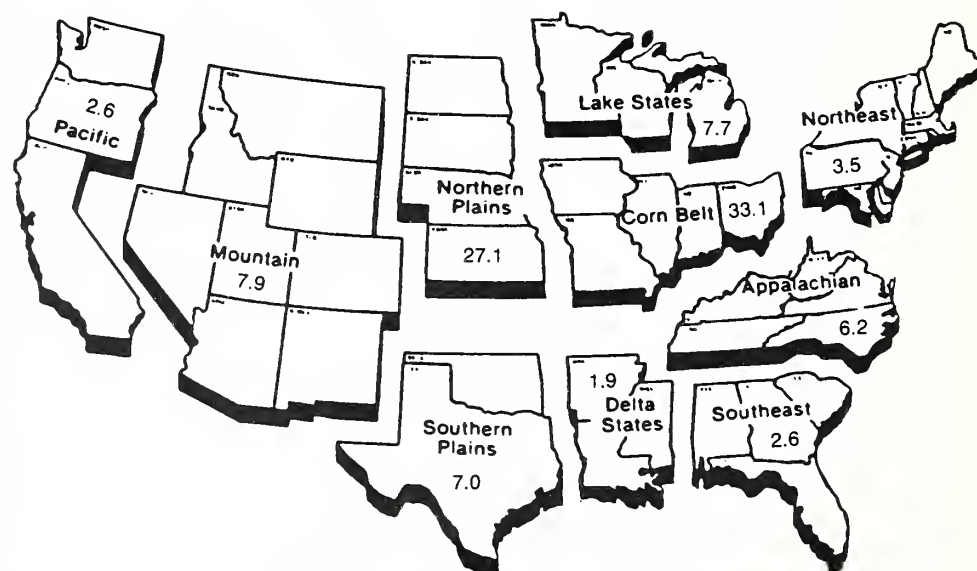 2.6
Pacific
Mountain
7.9
Northern
Plains
27.1
Lake States
7.7
Corn Belt 33.1
Northeast
3.5
Appalachian
6.2
Southern
Plains
7.0
1.9
Delta
States
Southeast
2.6